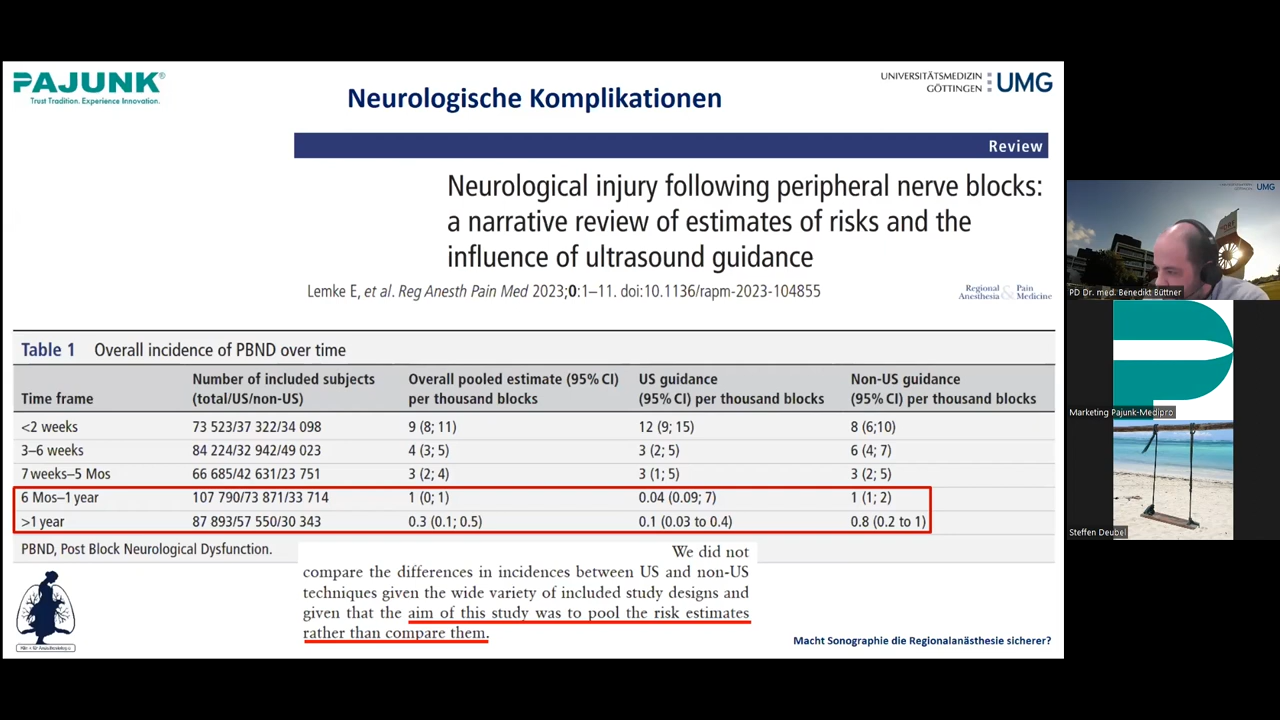 PAJUNK®
Trust Tradition. Experience Innovation.
Neurologische Komplikationen
UNIVERSITÄTSMEDIZIN
GÖTTINGEN
UMG
Review
Neurological injury following peripheral nerve blocks:
a narrative review of estimates of risks and the
influence of ultrasound guidance
Lemke E, et al. Reg Anesth Pain Med 2023;0:1–11. doi:10.1136/rapm-2023-104855
Regional Anesthesia & Pain Medicine
Table 1 Overall incidence of PBND over time
Time frame
Number of included subjects (total/US/non-US)
Overall pooled estimate (95% CI) per thousand blocks
US guidance (95% CI) per thousand blocks
Non-US guidance (95% CI) per thousand blocks
<2 weeks 73 523/37 322/34 098 9 (8; 11) 12 (9; 15) 8 (6;10)
3–6 weeks 84 224/32 942/49 023 4 (3; 5) 3 (2; 5) 6 (4; 7)
7 weeks–5 Mos 66 685/42 631/23 751 3 (2; 4) 3 (1; 5) 3 (2; 5)
6 Mos–1 year 107 790/73 871/33 714 1 (0; 1) 0.04 (0.09; 7) 1 (1; 2)
>1 year 87 893/57 550/30 343 0.3 (0.1; 0.5) 0.1 (0.03 to 0.4) 0.8 (0.2 to 1)
PBND, Post Block Neurological Dysfunction.
We did not
compare the differences in incidences between US and non-US
techniques given the wide variety of included study designs and
given that the aim of this study was to pool the risk estimates
rather than compare them.
Macht Sonographie die Regionalanästhesie sicherer?
UMG
PD Dr. med. Benedikt Büttner
Marketing Pajunk-Medipro
Steffen Deubel